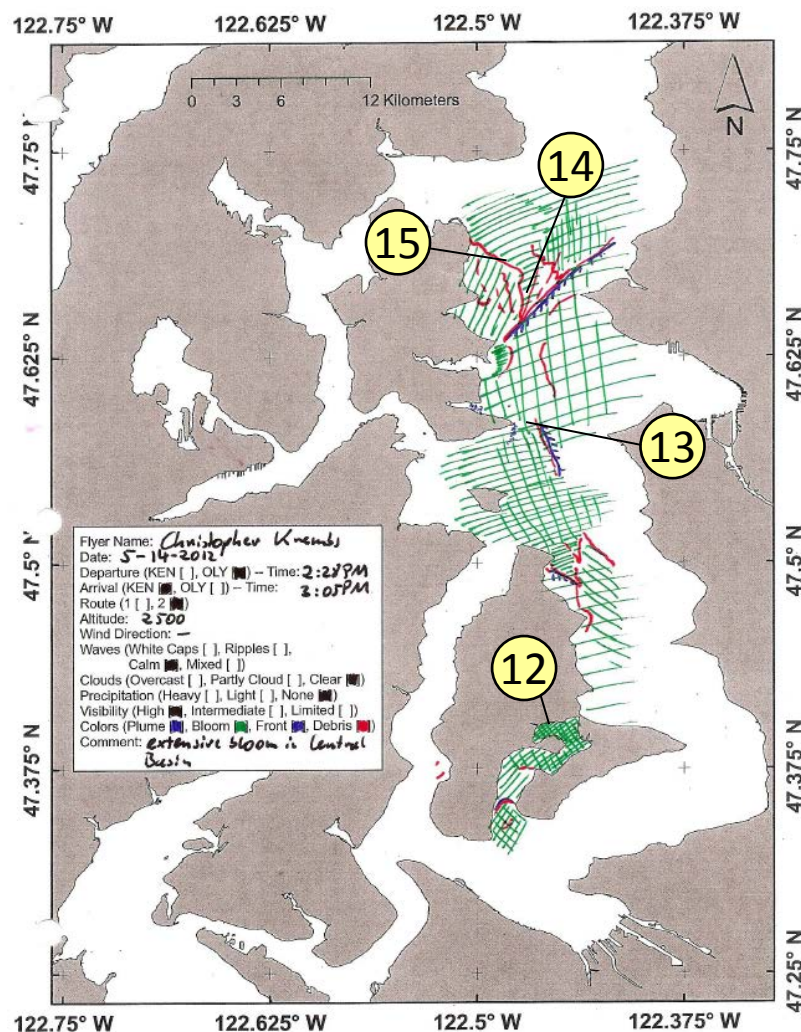 122.75° W 122.625° W 122.5° W 122.375° W
0 3 6 12 Kilometers
N
47.75° N
47.75° N
14
15
47.625° N
47.625° N
13
Flyer Name: Christopher Krembs
Date: 5-14-2012
Departure (KEN [ ], OLY [■]) -- Time: 2:28PM
Arrival (KEN [■], OLY [ ]) -- Time: 3:05PM
Route (1 [ ], 2 [■])
Altitude: 2500
Wind Direction: —
Waves (White Caps [ ], Ripples [ ],
Calm [■], Mixed [ ])
Clouds (Overcast [ ], Partly Cloud [ ], Clear [■])
Precipitation (Heavy [ ], Light [ ], None [■])
Visibility (High [■], Intermediate [ ], Limited [ ])
Colors (Plume [■], Bloom [■], Front [■], Debris [■])
Comment: extensive bloom in Central
Basin
47.5° N
47.5° N
12
47.375° N
47.375° N
47.25° N
122.75° W 122.625° W 122.5° W 122.375° W